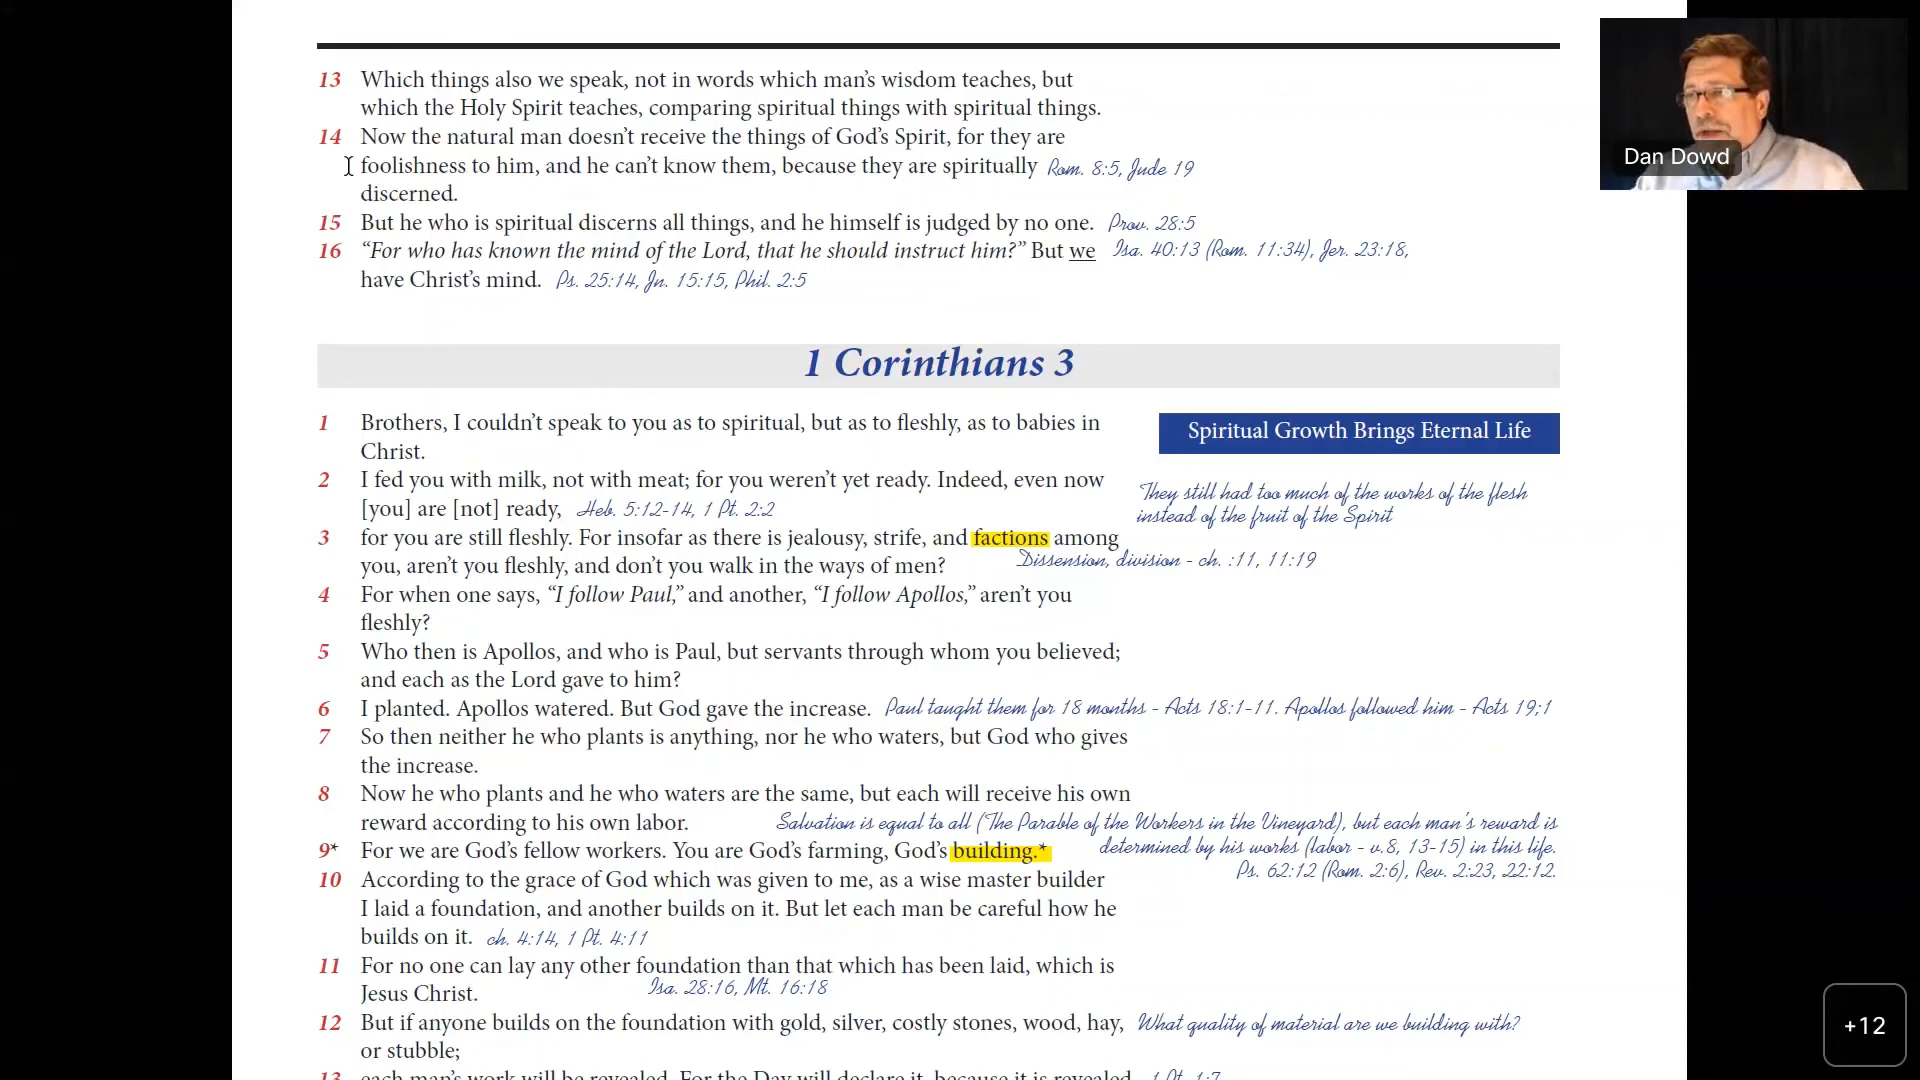 13 Which things also we speak, not in words which man's wisdom teaches, but
which the Holy Spirit teaches, comparing spiritual things with spiritual things.
14 Now the natural man doesn't receive the things of God's Spirit, for they are
foolishness to him, and he can't know them, because they are spiritually Rom. 8:5, Jude 19
discerned.
15 But he who is spiritual discerns all things, and he himself is judged by no one. Prov. 28:5
16 “For who has known the mind of the Lord, that he should instruct him?” But we Isa. 40:13 (Rom. 11:34), Jer. 23:18,
have Christ's mind. Ps. 25:14, Jn. 15:15, Phil. 2:5
Dan Dowd
1 Corinthians 3
1 Brothers, I couldn't speak to you as to spiritual, but as to fleshly, as to babies in
Christ.
Spiritual Growth Brings Eternal Life
2 I fed you with milk, not with meat; for you weren't yet ready. Indeed, even now
[you] are [not] ready, Heb. 5:12-14, 1 Pt. 2:2
They still had too much of the works of the flesh
instead of the fruit of the Spirit
3 for you are still fleshly. For insofar as there is jealousy, strife, and factions among
you, aren't you fleshly, and don't you walk in the ways of men? Dissension, division - ch. :11, 11:19
4 For when one says, “I follow Paul,” and another, “I follow Apollos,” aren't you
fleshly?
5 Who then is Apollos, and who is Paul, but servants through whom you believed;
and each as the Lord gave to him?
6 I planted. Apollos watered. But God gave the increase. Paul taught them for 18 months - Acts 18:1-11. Apollos followed him - Acts 19;1
7 So then neither he who plants is anything, nor he who waters, but God who gives
the increase.
8 Now he who plants and he who waters are the same, but each will receive his own
reward according to his own labor. Salvation is equal to all (The Parable of the Workers in the Vineyard), but each man's reward is
9* For we are God's fellow workers. You are God's farming, God's building.* determined by his works (labor - v.8, 13-15) in this life.
Ps. 62:12 (Rom. 2:6), Rev. 2:23, 22:12.
10 According to the grace of God which was given to me, as a wise master builder
I laid a foundation, and another builds on it. But let each man be careful how he
builds on it. ch. 4:14, 1 Pt. 4:11
11 For no one can lay any other foundation than that which has been laid, which is
Jesus Christ. Isa. 28:16, Mt. 16:18
12 But if anyone builds on the foundation with gold, silver, costly stones, wood, hay, What quality of material are we building with?
or stubble;
13 each man's work will be revealed. For the Day will declare it, because it is revealed 1 Pt. 1:7
+12